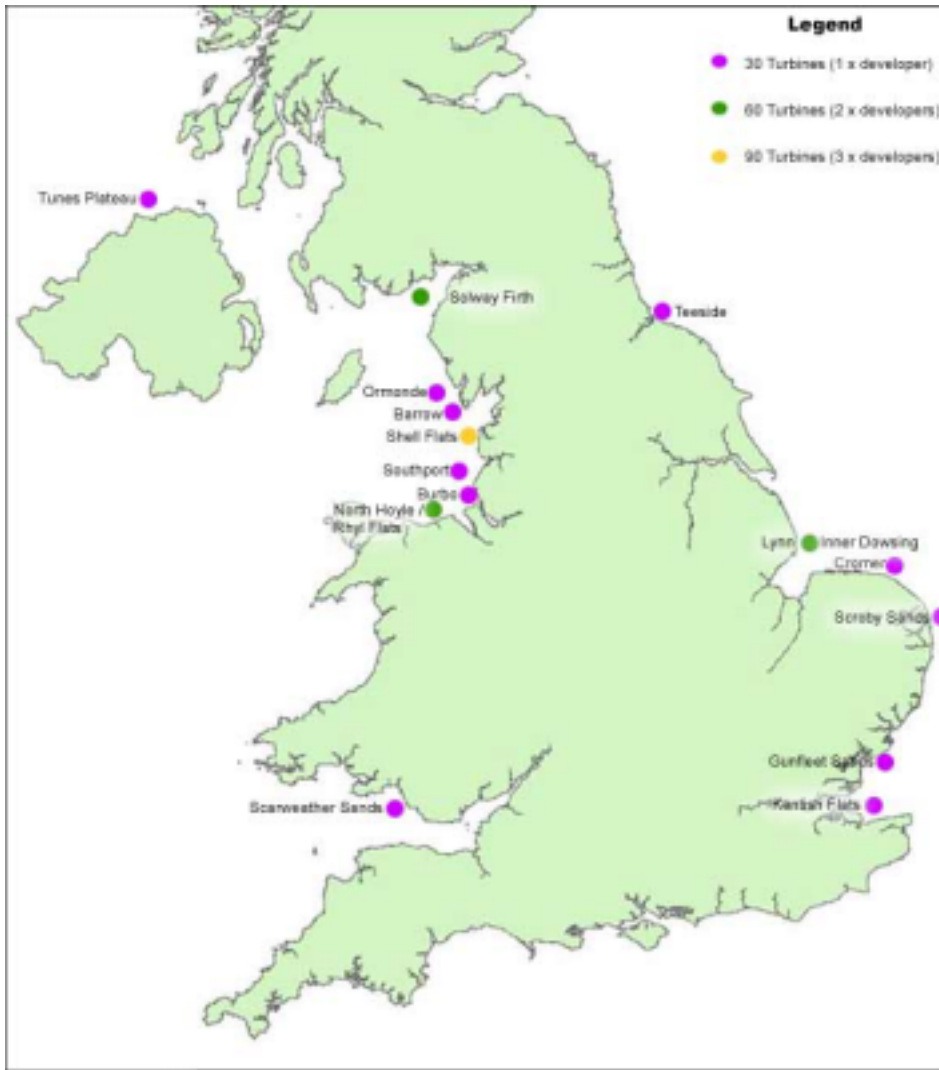 Legend
30 Turbines (1 x developer)
60 Turbines (2 x developers)
90 Turbines (3 x developers)
Tunes Plateau
Solway Firth
Teeside
Ormonde
Barrow
Shell Flats
Southport
Burbo
North Hoyle /
Rhyl Flats
Lynn
Inner Dowsing
Cromer
Scroby Sands
Gunfleet Sands
Kentish Flats
Scarweather Sands